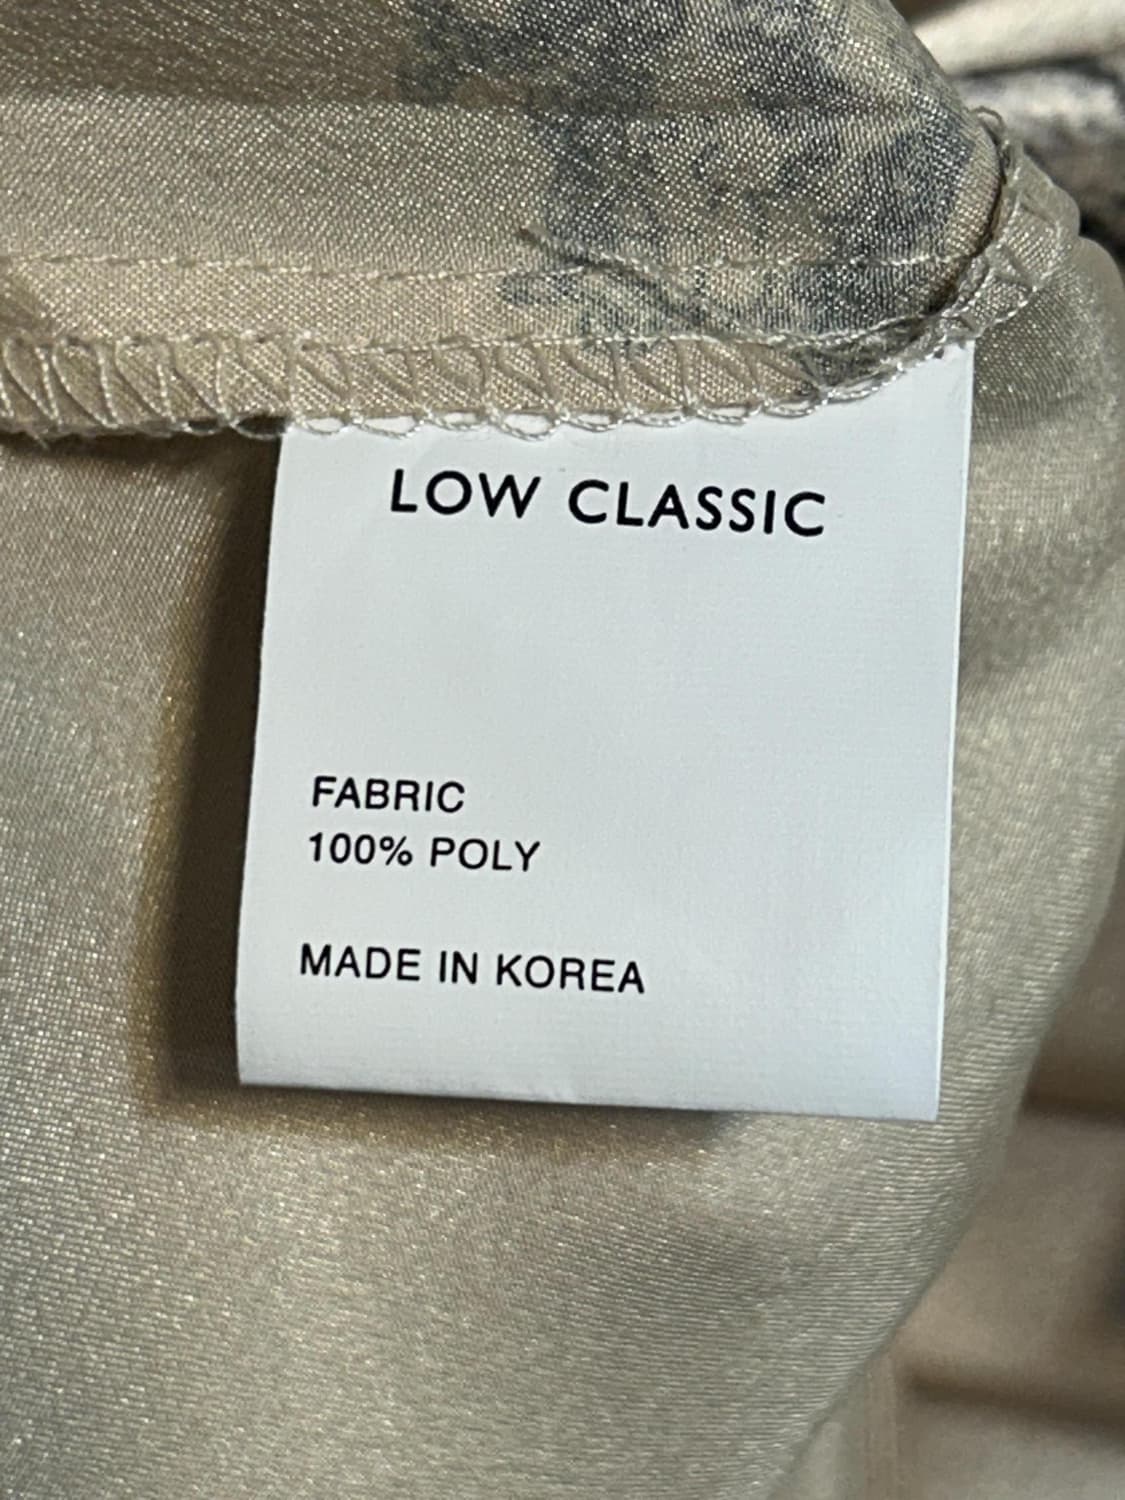 LOW CLASSIC
FABRIC
100% POLY
MADE IN KOREA